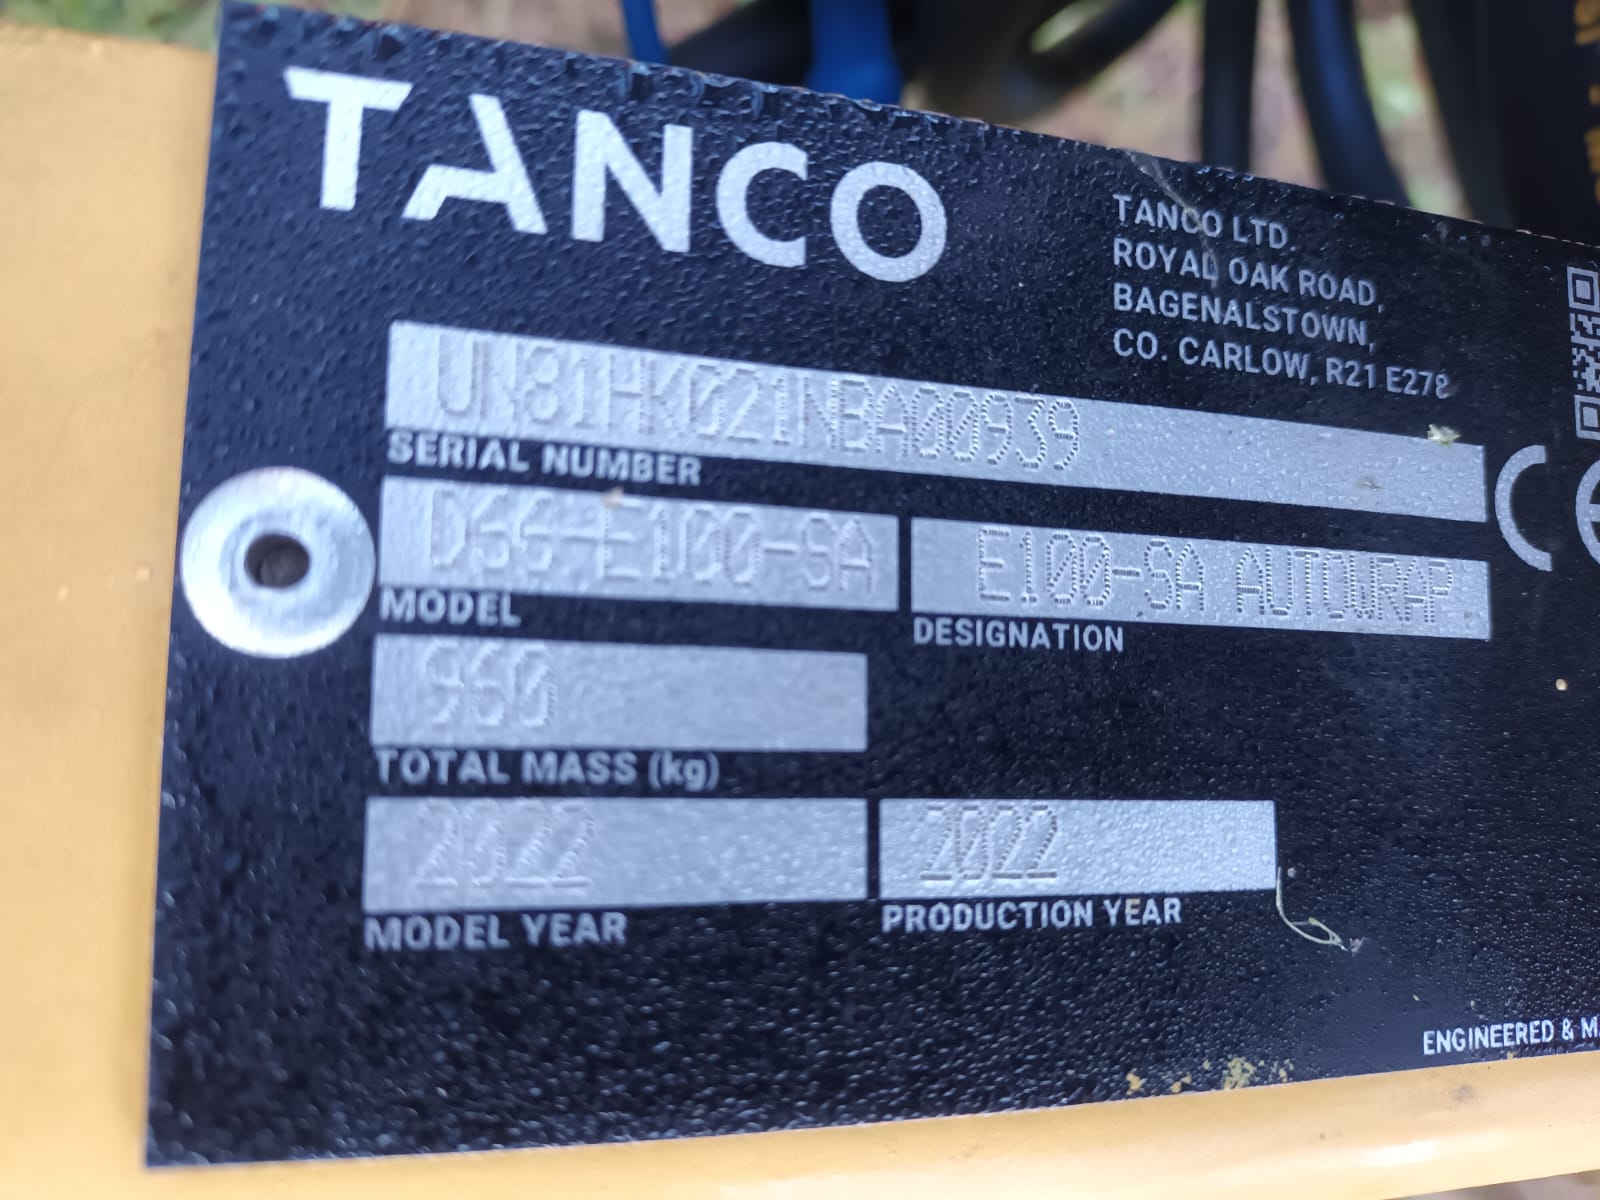 TANCO
TANCO LTD.
ROYAL OAK ROAD,
BAGENALSTOWN,
CO. CARLOW, R21 E278
UN81HK021NBA00939
SERIAL NUMBER
D66-E100-SA
MODEL
E100-SA AUTOWRAP
DESIGNATION
960
TOTAL MASS (kg)
2022
MODEL YEAR
2022
PRODUCTION YEAR
CE
ENGINEERED &